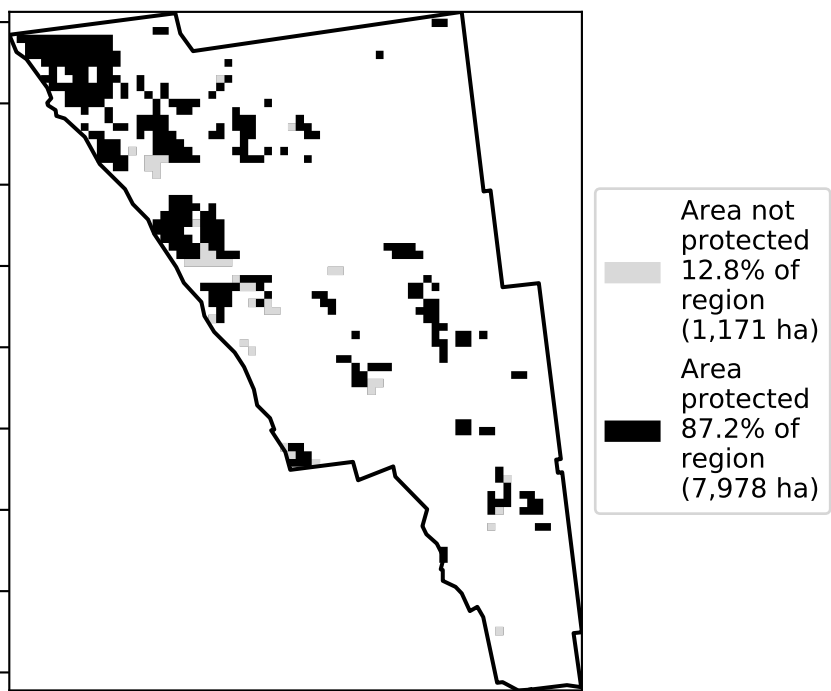 Area not
protected
12.8% of
region
(1,171 ha)
Area
protected
87.2% of
region
(7,978 ha)